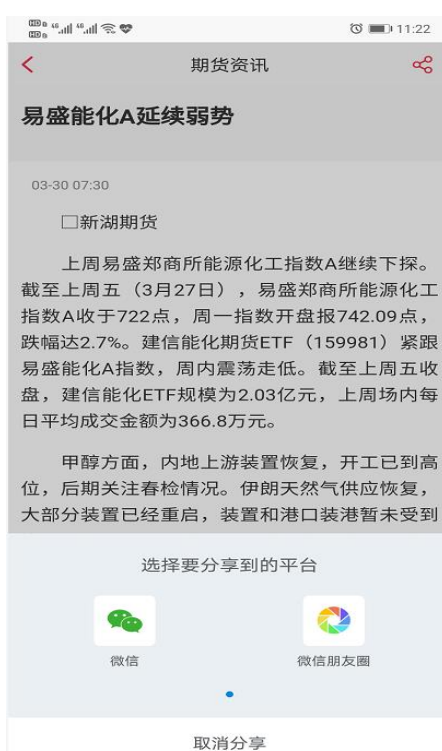 HD B 4G 4G 11:22
HD B
期货资讯
易盛能化A延续弱势
03-30 07:30
□新湖期货
上周易盛郑商所能源化工指数A继续下探。
截至上周五（3月27日），易盛郑商所能源化工
指数A收于722点，周一指数开盘报742.09点，
跌幅达2.7%。建信能化期货ETF（159981）紧跟
易盛能化A指数，周内震荡走低。截至上周五收
盘，建信能化ETF规模为2.03亿元，上周场内每
日平均成交金额为366.8万元。
甲醇方面，内地上游装置恢复，开工已到高
位，后期关注春检情况。伊朗天然气供应恢复，
大部分装置已经重启，装置和港口装港暂未受到
选择要分享到的平台
微信 微信朋友圈
取消分享